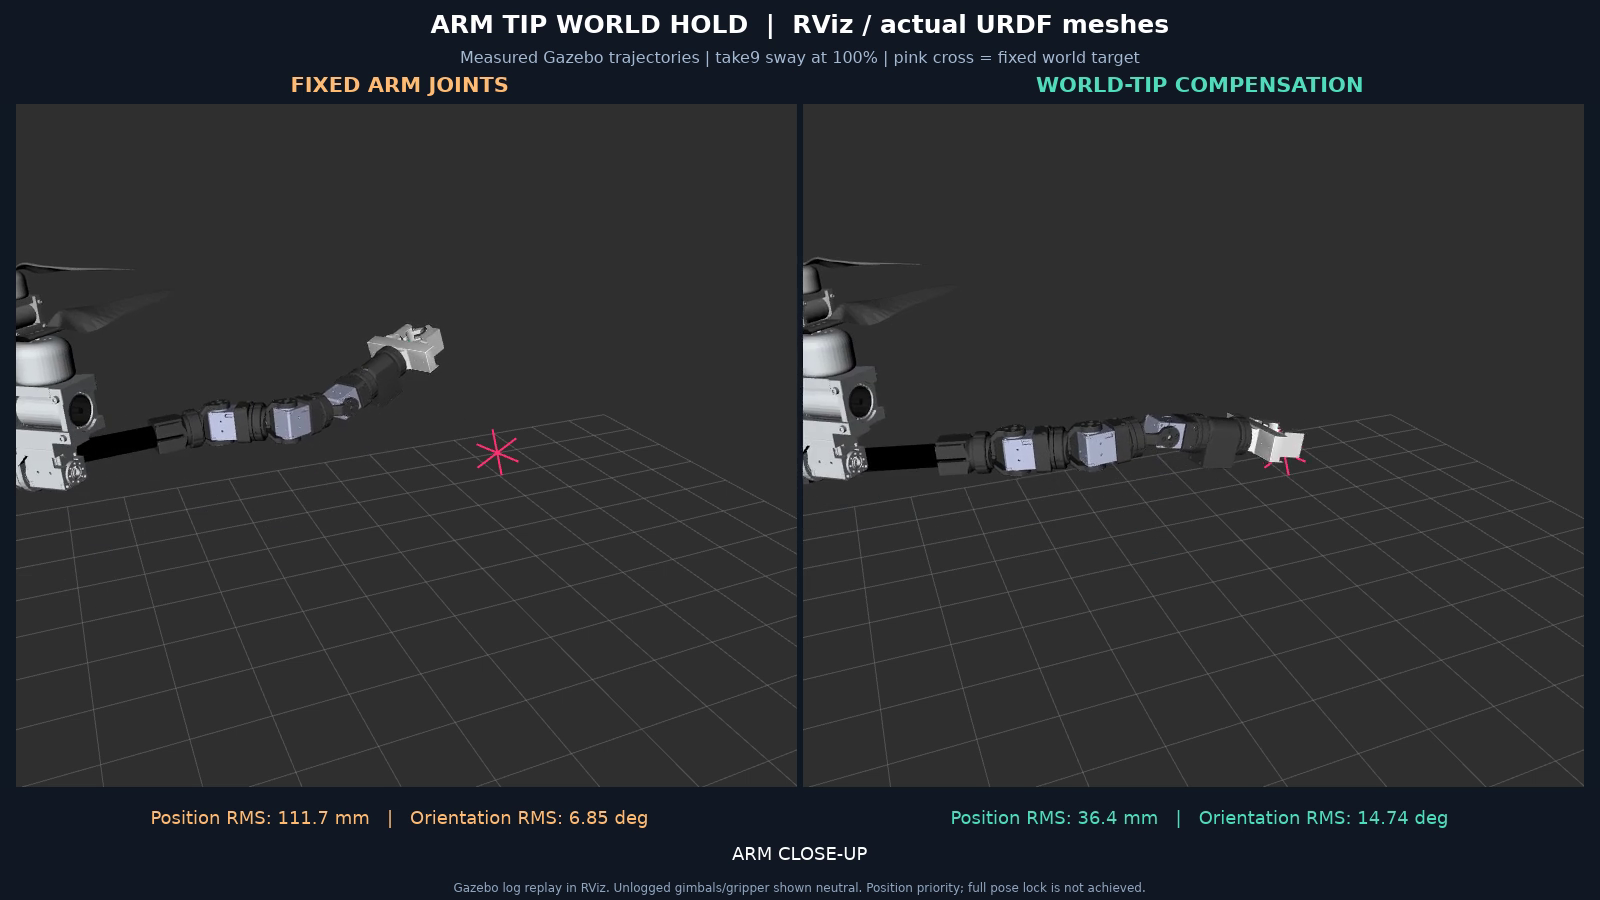 ARM TIP WORLD HOLD | RViz / actual URDF meshes
Measured Gazebo trajectories | take9 sway at 100% | pink cross = fixed world target
FIXED ARM JOINTS
WORLD-TIP COMPENSATION
Position RMS: 111.7 mm | Orientation RMS: 6.85 deg
Position RMS: 36.4 mm | Orientation RMS: 14.74 deg
ARM CLOSE-UP
Gazebo log replay in RViz. Unlogged gimbals/gripper shown neutral. Position priority; full pose lock is not achieved.